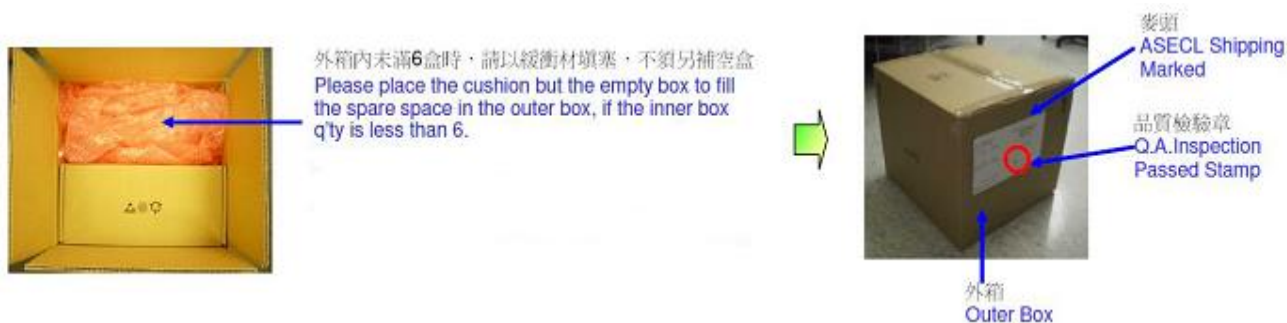 外箱內未滿6盒時，請以緩衝材填塞，不須另補空盒
Please place the cushion but the empty box to fill
the spare space in the outer box, if the inner box
q'ty is less than 6.
麥頭
ASECL Shipping
Marked
品質檢驗章
Q.A.Inspection
Passed Stamp
外箱
Outer Box